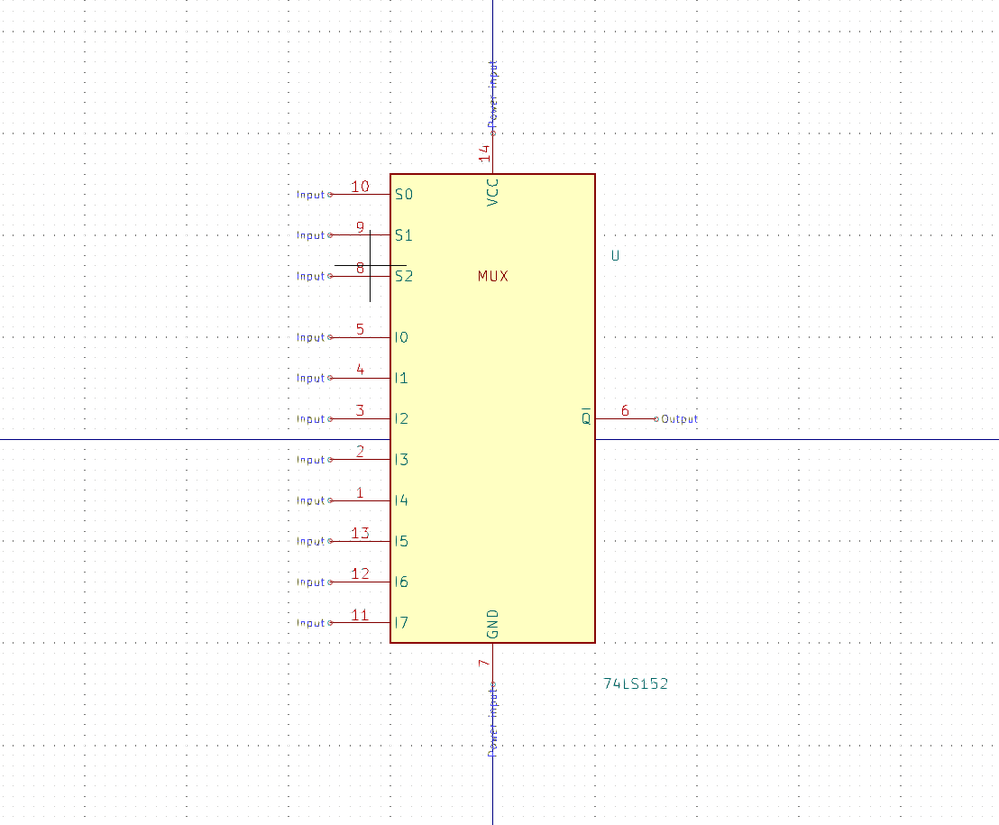 Power input
14
VCC
Input 10 S0
Input 9 S1
U
Input 8 S2
MUX
Input 5 I0
Input 4 I1
Input 3 I2
Q̅ 6 Output
Input 2 I3
Input 1 I4
Input 13 I5
Input 12 I6
Input 11 I7
GND
7
74LS152
Power input